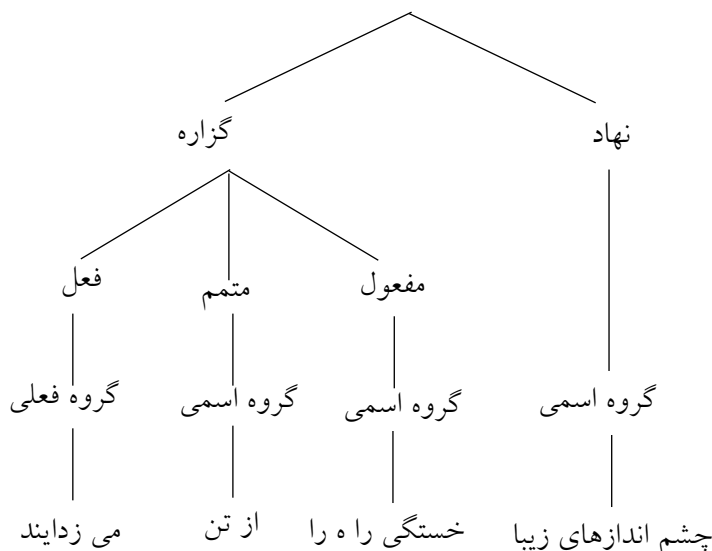 نهاد گزاره
مفعول متمم فعل
گروه اسمی گروه اسمی گروه اسمی گروه فعلی
چشم اندازهای زیبا خستگی را ه را از تن می زدایند